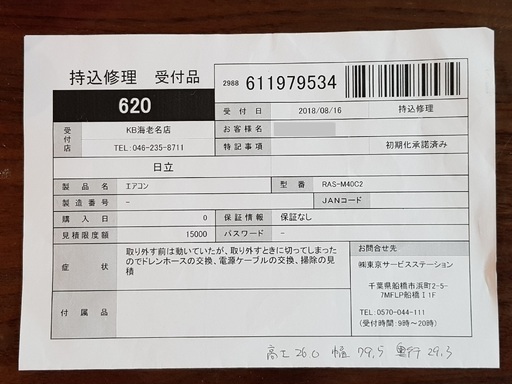 持込修理 受付品
2988 611979534
620
受付日 2018/08/16 持込修理
受付店 KB海老名店
TEL:046-235-8711
お客様名
特記事項 初期化承諾済み
日立
製品名 エアコン 型番 RAS-M40C2
製造番号 - JANコード
購入日 0 保証情報 保証なし
見積限度額 15000 パスワード -
症状 取り外す前は動いていたが、取り外すときに切ってしまった
のでドレンホースの交換、電源ケーブルの交換、掃除の見
積
付属品
お問合せ先
㈱東京サービスステーション
千葉県船橋市浜町2-5-
7MFLP船橋Ⅰ1F
TEL:0570-044-111
(受付時間:9時~20時)
高さ26.0 幅79.5 奥行29.3